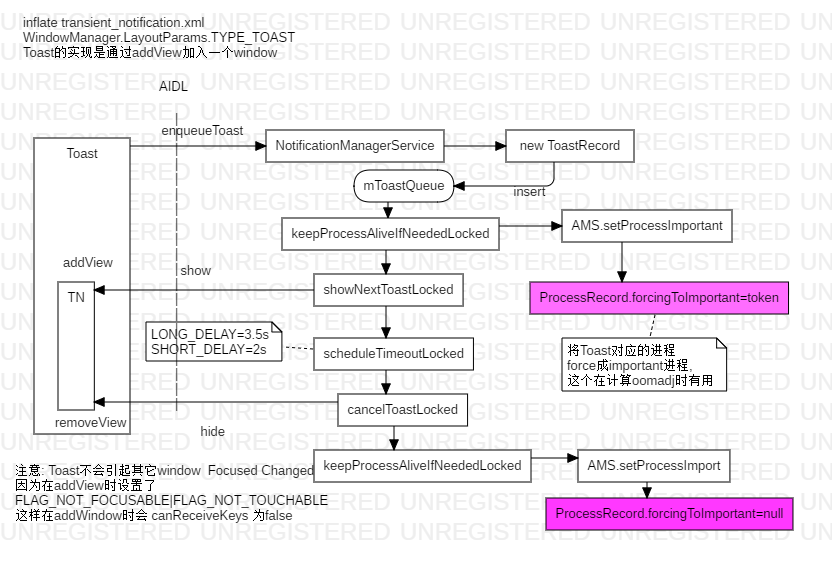 inflate transient_notification.xml
WindowManager.LayoutParams.TYPE_TOAST
Toast的实现是通过addView加入一个window
AIDL
enqueueToast
Toast
NotificationManagerService
new ToastRecord
mToastQueue
insert
keepProcessAliveIfNeededLocked
AMS.setProcessImportant
addView
show
TN
showNextToastLocked
ProcessRecord.forcingToImportant=token
LONG_DELAY=3.5s
SHORT_DELAY=2s
scheduleTimeoutLocked
将Toast对应的进程
force成important进程,
这个在计算oomadj时有用
cancelToastLocked
removeView
hide
注意: Toast不会引起其它window Focused Changed
因为在addView时设置了
FLAG_NOT_FOCUSABLE|FLAG_NOT_TOUCHABLE
这样在addWindow时会 canReceiveKeys 为false
keepProcessAliveIfNeededLocked
AMS.setProcessImport
ProcessRecord.forcingToImportant=null
UNREGISTERED